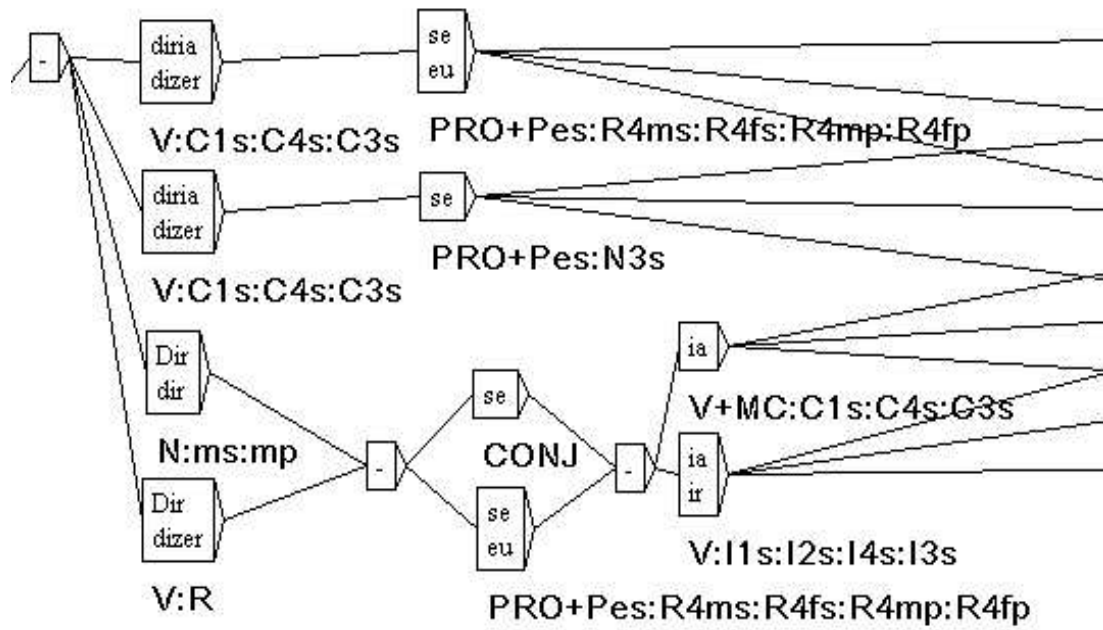 -
diria
dizer
V:C1s:C4s:C3s
se
eu
PRO+Pes:R4ms:R4fs:R4mp:R4fp
diria
dizer
V:C1s:C4s:C3s
se
PRO+Pes:N3s
Dir
dir
N:ms:mp
Dir
dizer
V:R
-
se
CONJ
se
eu
PRO+Pes:R4ms:R4fs:R4mp:R4fp
-
ia
V+MC:C1s:C4s:C3s
ia
ir
V:I1s:I2s:I4s:I3s